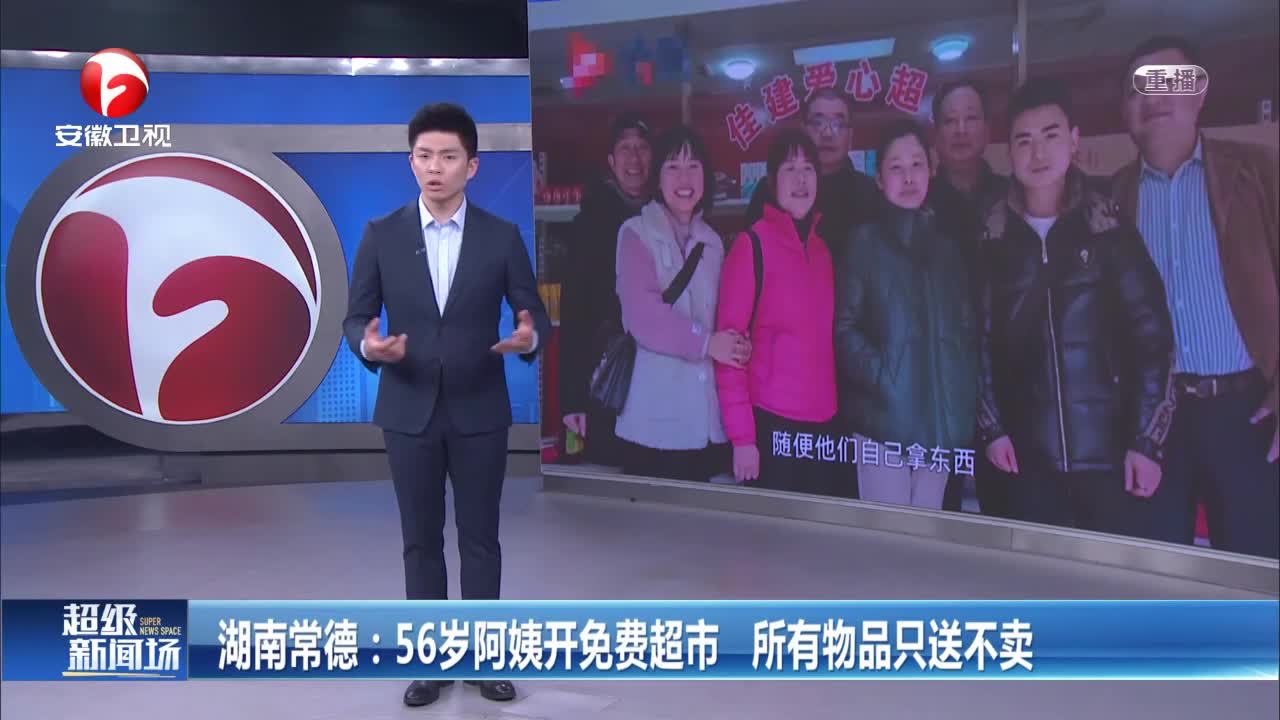 安徽卫视
重播
佳建爱心超
随便他们自己拿东西
超级
新闻场
SUPER
NEWS SPACE
湖南常德：56岁阿姨开免费超市 所有物品只送不卖